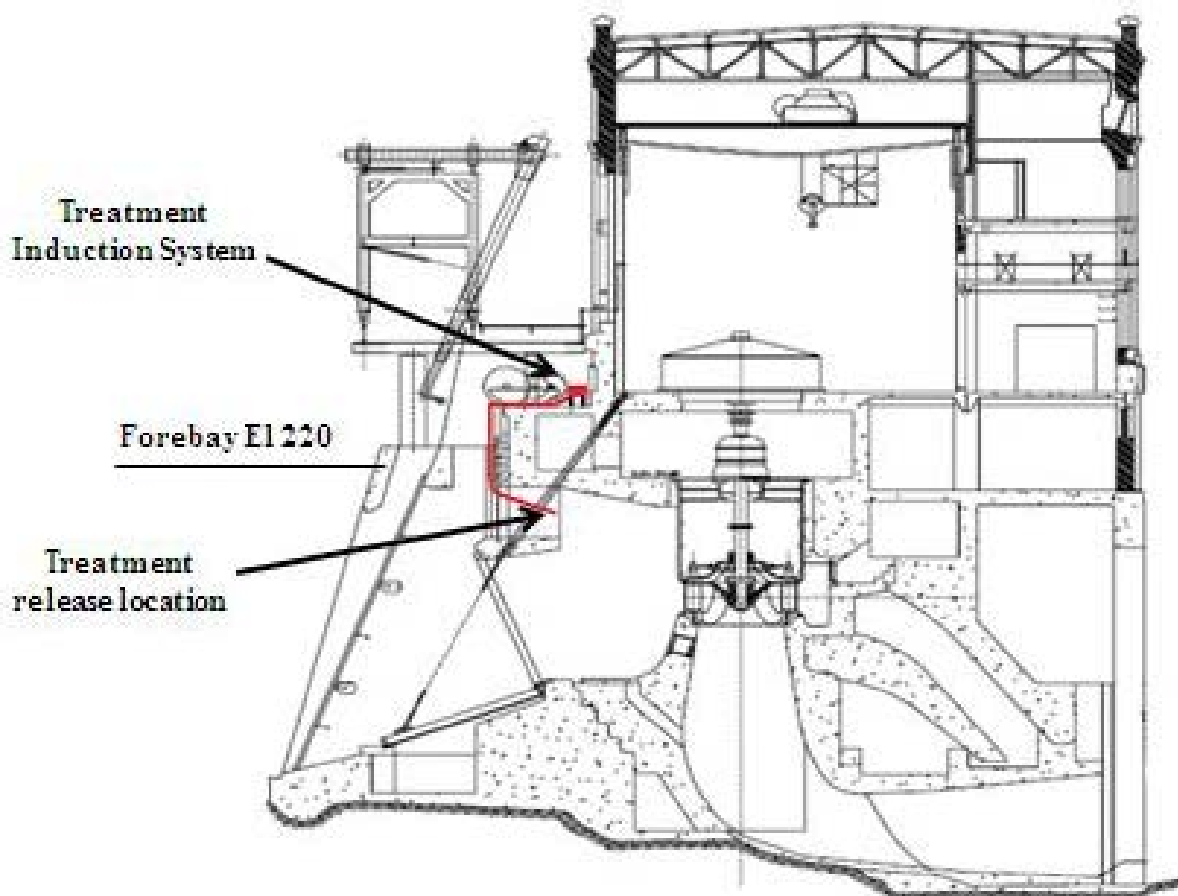 Treatment
Induction System
Forebay El 220
Treatment
release location